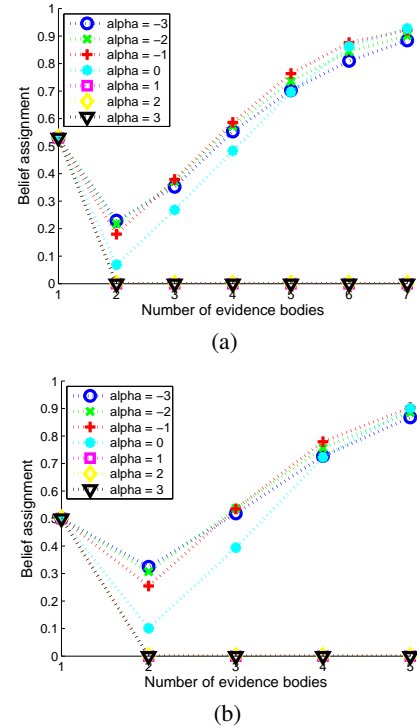 1
0.9
0.8
0.7
0.6
0.5
0.4
0.3
0.2
0.1
0
Belief assignment
alpha = −3
alpha = −2
alpha = −1
alpha = 0
alpha = 1
alpha = 2
alpha = 3
1 2 3 4 5 6 7
Number of evidence bodies
(a)
1
0.9
0.8
0.7
0.6
0.5
0.4
0.3
0.2
0.1
0
Belief assignment
alpha = −3
alpha = −2
alpha = −1
alpha = 0
alpha = 1
alpha = 2
alpha = 3
1 2 3 4 5
Number of evidence bodies
(b)